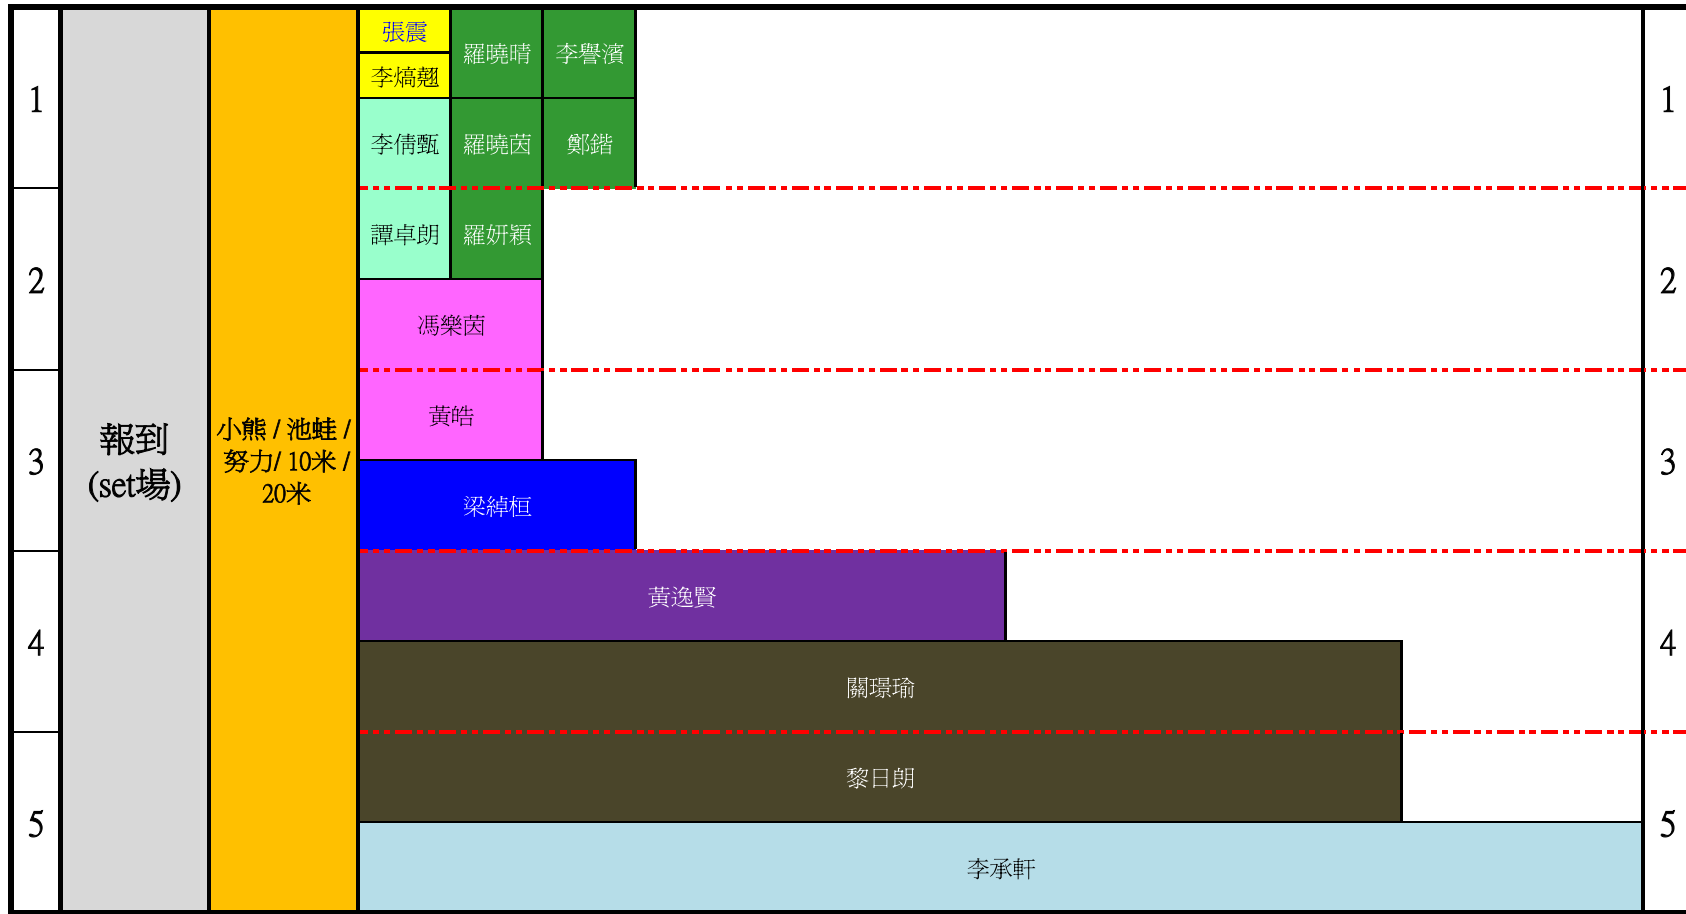 1
報到
(set場)
小熊 / 池蛙 /
努力/ 10米 /
20米
張震
李熇翹
羅曉晴
李譽濱
李倩甄
羅曉茵
鄭鍇
1
2
譚卓朗
羅妍穎
馮樂茵
2
3
黃皓
梁綽桓
3
4
黃逸賢
關璟瑜
4
5
黎日朗
李承軒
5